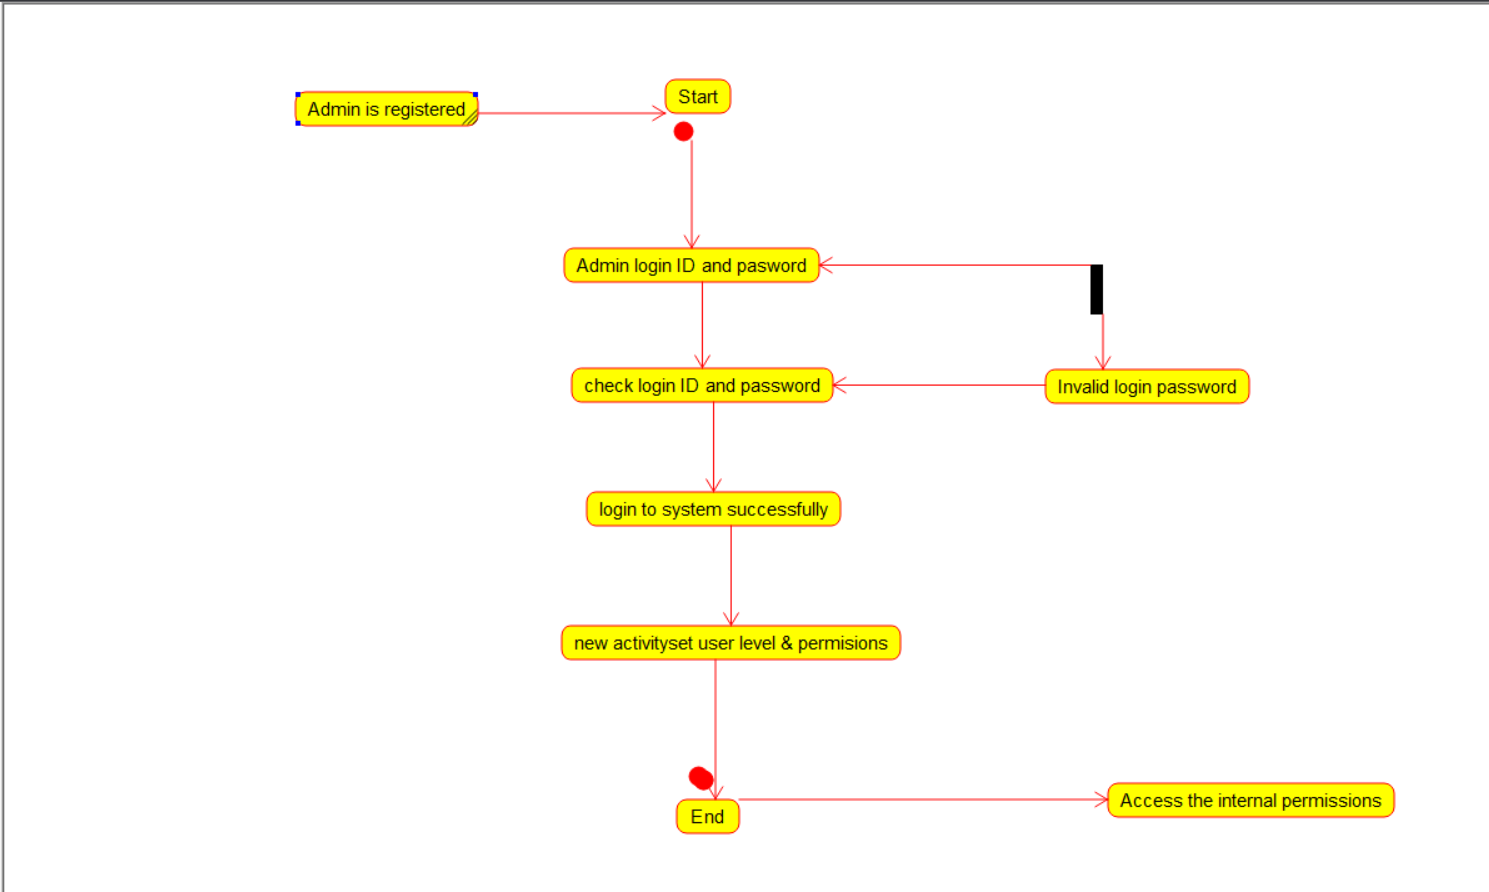 Admin is registered
Start
Admin login ID and pasword
check login ID and password
Invalid login password
login to system successfully
new activityset user level & permisions
End
Access the internal permissions